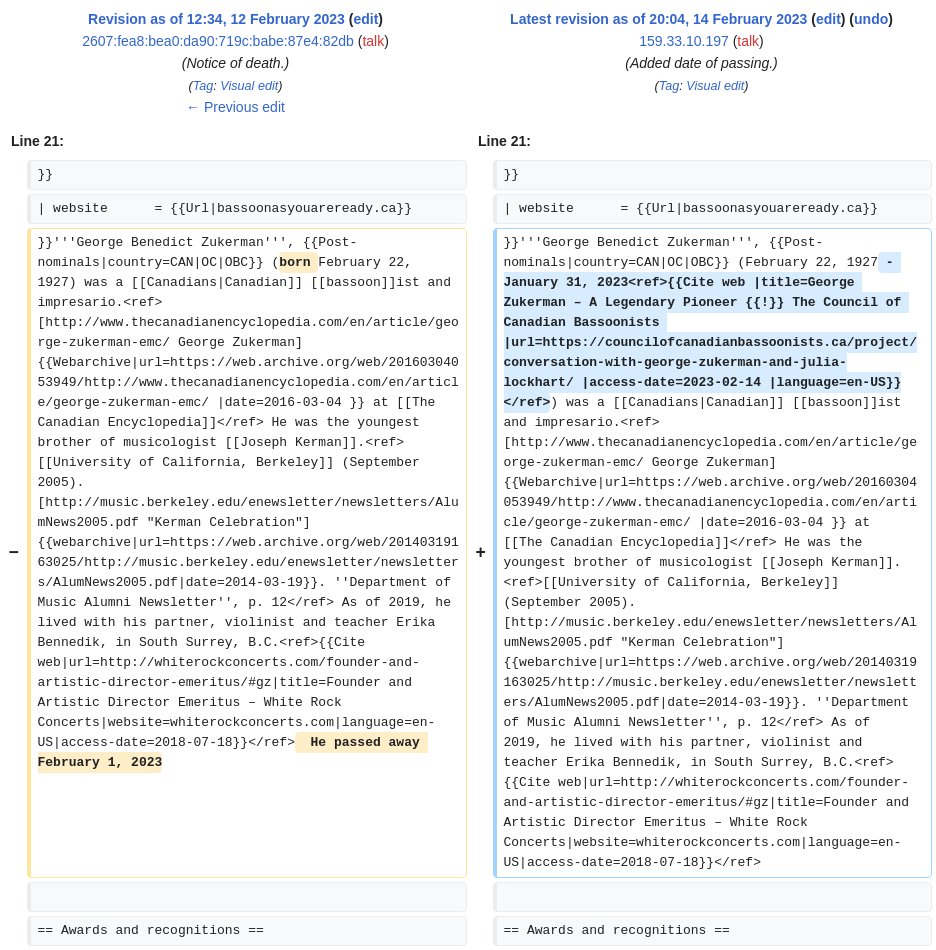 Revision as of 12:34, 12 February 2023 (edit)
2607:fea8:bea0:da90:719c:babe:87e4:82db (talk)
(Notice of death.)
(Tag: Visual edit)
← Previous edit
Latest revision as of 20:04, 14 February 2023 (edit) (undo)
159.33.10.197 (talk)
(Added date of passing.)
(Tag: Visual edit)
Line 21:
Line 21:
}}
}}
| website      = {{Url|bassoonasyouareready.ca}}
| website      = {{Url|bassoonasyouareready.ca}}
−
}}'''George Benedict Zukerman''', {{Post-
nominals|country=CAN|OC|OBC}} (born February 22,
1927) was a [[Canadians|Canadian]] [[bassoon]]ist and
impresario.<ref>
[http://www.thecanadianencyclopedia.com/en/article/geo
rge-zukerman-emc/ George Zukerman]
{{Webarchive|url=https://web.archive.org/web/201603040
53949/http://www.thecanadianencyclopedia.com/en/articl
e/george-zukerman-emc/ |date=2016-03-04 }} at [[The
Canadian Encyclopedia]]</ref> He was the youngest
brother of musicologist [[Joseph Kerman]].<ref>
[[University of California, Berkeley]] (September
2005).
[http://music.berkeley.edu/enewsletter/newsletters/Alu
mNews2005.pdf "Kerman Celebration"]
{{webarchive|url=https://web.archive.org/web/201403191
63025/http://music.berkeley.edu/enewsletter/newsletter
s/AlumNews2005.pdf|date=2014-03-19}}. ''Department of
Music Alumni Newsletter'', p. 12</ref> As of 2019, he
lived with his partner, violinist and teacher Erika
Bennedik, in South Surrey, B.C.<ref>{{Cite
web|url=http://whiterockconcerts.com/founder-and-
artistic-director-emeritus/#gz|title=Founder and
Artistic Director Emeritus – White Rock
Concerts|website=whiterockconcerts.com|language=en-
US|access-date=2018-07-18}}</ref>  He passed away
February 1, 2023
+
}}'''George Benedict Zukerman''', {{Post-
nominals|country=CAN|OC|OBC}} (February 22, 1927 -
January 31, 2023<ref>{{Cite web |title=George
Zukerman – A Legendary Pioneer {{!}} The Council of
Canadian Bassoonists
|url=https://councilofcanadianbassoonists.ca/project/
conversation-with-george-zukerman-and-julia-
lockhart/ |access-date=2023-02-14 |language=en-US}}
</ref>) was a [[Canadians|Canadian]] [[bassoon]]ist
and impresario.<ref>
[http://www.thecanadianencyclopedia.com/en/article/ge
orge-zukerman-emc/ George Zukerman]
{{Webarchive|url=https://web.archive.org/web/20160304
053949/http://www.thecanadianencyclopedia.com/en/arti
cle/george-zukerman-emc/ |date=2016-03-04 }} at
[[The Canadian Encyclopedia]]</ref> He was the
youngest brother of musicologist [[Joseph Kerman]].
<ref>[[University of California, Berkeley]]
(September 2005).
[http://music.berkeley.edu/enewsletter/newsletters/Al
umNews2005.pdf "Kerman Celebration"]
{{webarchive|url=https://web.archive.org/web/20140319
163025/http://music.berkeley.edu/enewsletter/newslett
ers/AlumNews2005.pdf|date=2014-03-19}}. ''Department
of Music Alumni Newsletter'', p. 12</ref> As of
2019, he lived with his partner, violinist and
teacher Erika Bennedik, in South Surrey, B.C.<ref>
{{Cite web|url=http://whiterockconcerts.com/founder-
and-artistic-director-emeritus/#gz|title=Founder and
Artistic Director Emeritus – White Rock
Concerts|website=whiterockconcerts.com|language=en-
US|access-date=2018-07-18}}</ref>
== Awards and recognitions ==
== Awards and recognitions ==